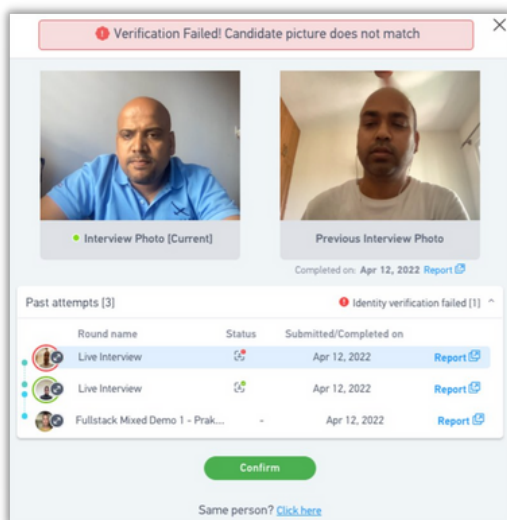 Verification Failed! Candidate picture does not match
Interview Photo [Current]
Previous Interview Photo
Completed on: Apr 12, 2022 Report
Past attempts [3]
Identity verification failed [1]
Round name Status Submitted/Completed on
Live Interview Apr 12, 2022 Report
Live Interview Apr 12, 2022 Report
Fullstack Mixed Demo 1 - Prak... - Apr 12, 2022 Report
Confirm
Same person? Click here